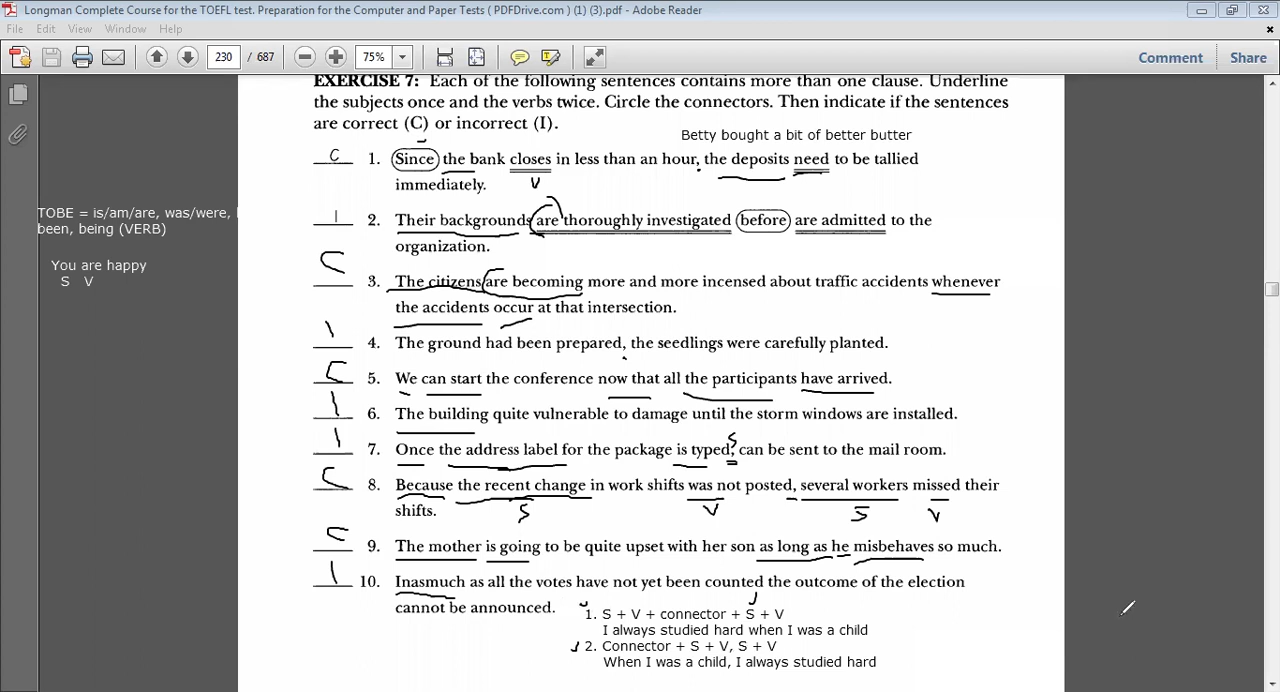 Longman Complete Course for the TOEFL test. Preparation for the Computer and Paper Tests ( PDFDrive.com ) (1) (3).pdf - Adobe Reader
File Edit View Window Help
230 / 687 75% Comment Share
EXERCISE 7: Each of the following sentences contains more than one clause. Underline
the subjects once and the verbs twice. Circle the connectors. Then indicate if the sentences
are correct (C) or incorrect (I).
Betty bought a bit of better butter
C 1. Since the bank closes in less than an hour, the deposits need to be tallied
immediately. V
TOBE = is/am/are, was/were,
been, being (VERB)
You are happy
S V
I 2. Their backgrounds are thoroughly investigated before are admitted to the
organization.
C 3. The citizens are becoming more and more incensed about traffic accidents whenever
the accidents occur at that intersection.
I 4. The ground had been prepared, the seedlings were carefully planted.
C 5. We can start the conference now that all the participants have arrived.
I 6. The building quite vulnerable to damage until the storm windows are installed.
S
I 7. Once the address label for the package is typed, can be sent to the mail room.
C 8. Because the recent change in work shifts was not posted, several workers missed their
shifts. S V S V
C 9. The mother is going to be quite upset with her son as long as he misbehaves so much.
I 10. Inasmuch as all the votes have not yet been counted the outcome of the election
cannot be announced.
1. S + V + connector + S + V
I always studied hard when I was a child
2. Connector + S + V, S + V
When I was a child, I always studied hard